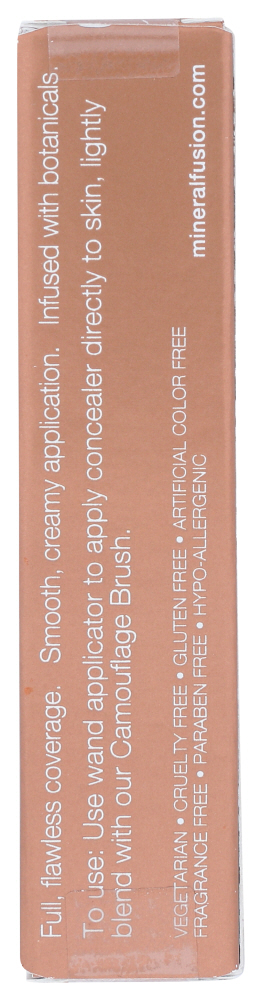 Full, flawless coverage. Smooth, creamy application. Infused with botanicals.
To use: Use wand applicator to apply concealer directly to skin, lightly
blend with our Camouflage Brush.
VEGETARIAN • CRUELTY FREE • GLUTEN FREE • ARTIFICIAL COLOR FREE
FRAGRANCE FREE • PARABEN FREE • HYPO-ALLERGENIC
mineralfusion.com